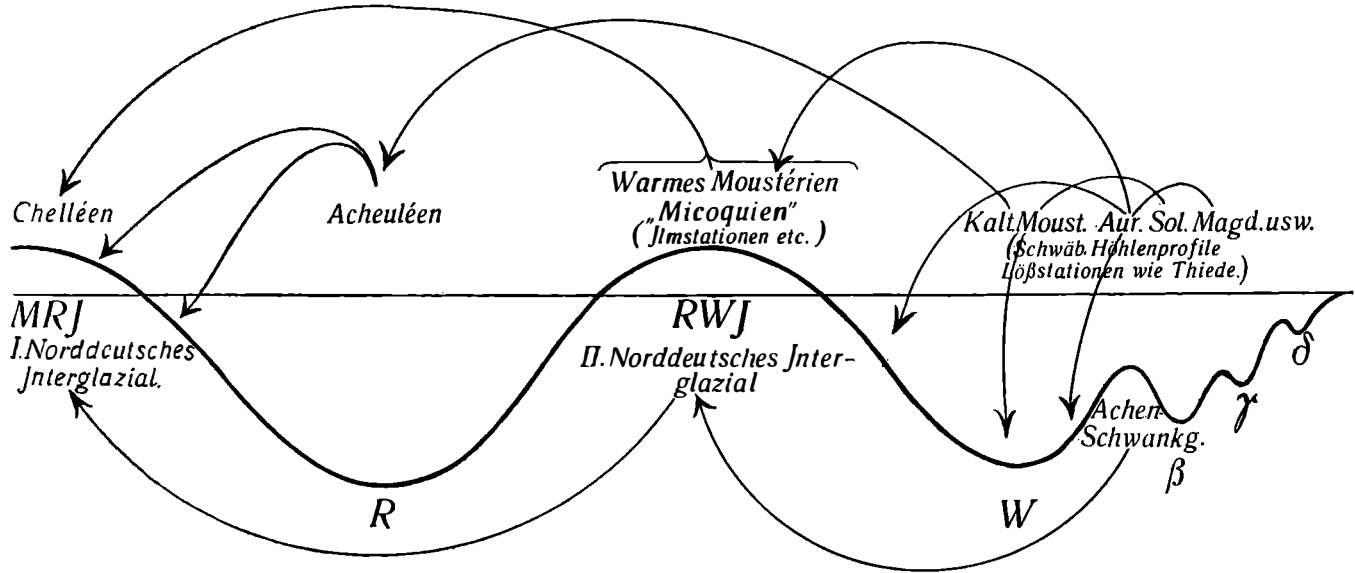 Chelléen
Acheuléen
Warmes Moustérien
„Micoquien"
("Jlmstationen etc.)
Kalt.Moust. Aur. Sol. Magd.usw.
(Schwäb. Höhlenprofile
Lößstationen wie Thiede.)
MRJ
I.Norddcutsches
Jnterglazial.
RWJ
II. Norddeutsches Jnter-
glazial
Achen-
Schwankg.
R
W
β
γ
δ